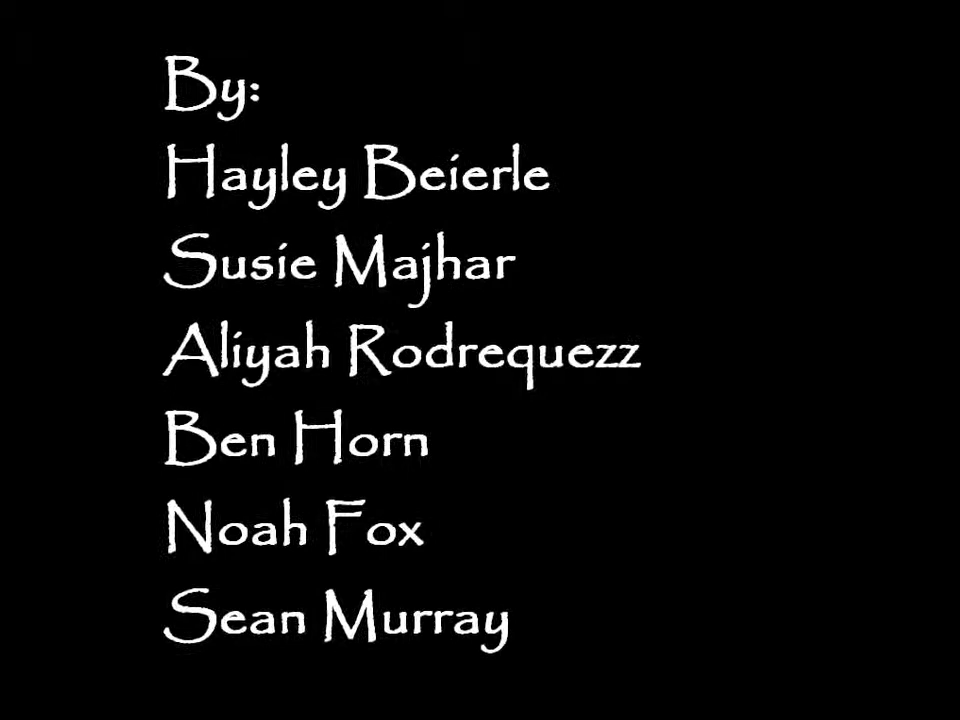 By:
Hayley Beierle
Susie Majhar
Aliyah Rodrequezz
Ben Horn
Noah Fox
Sean Murray